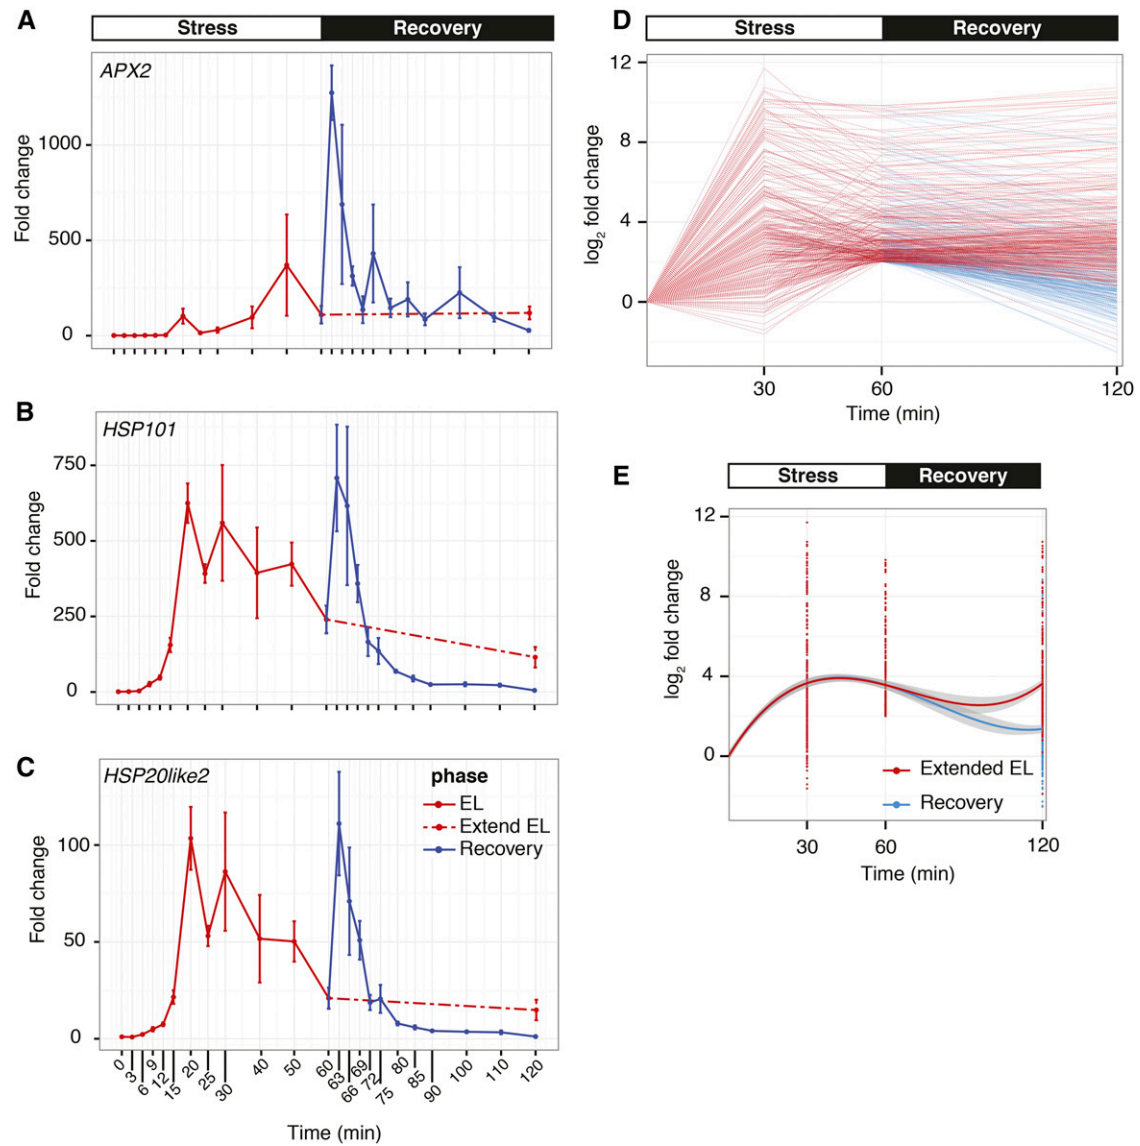 A
Stress Recovery
APX2
1000
500
0
Fold change
B
HSP101
750
500
250
0
Fold change
C
HSP20like2
phase
EL
Extend EL
Recovery
100
50
0
Fold change
0 3 6 9 12 15 20 25 30 40 50 60 63 66 69 72 75 80 85 90 100 110 120
Time (min)
D
Stress Recovery
12
8
4
0
log2 fold change
30 60 120
Time (min)
E
Stress Recovery
12
8
4
0
log2 fold change
Extended EL
Recovery
30 60 120
Time (min)